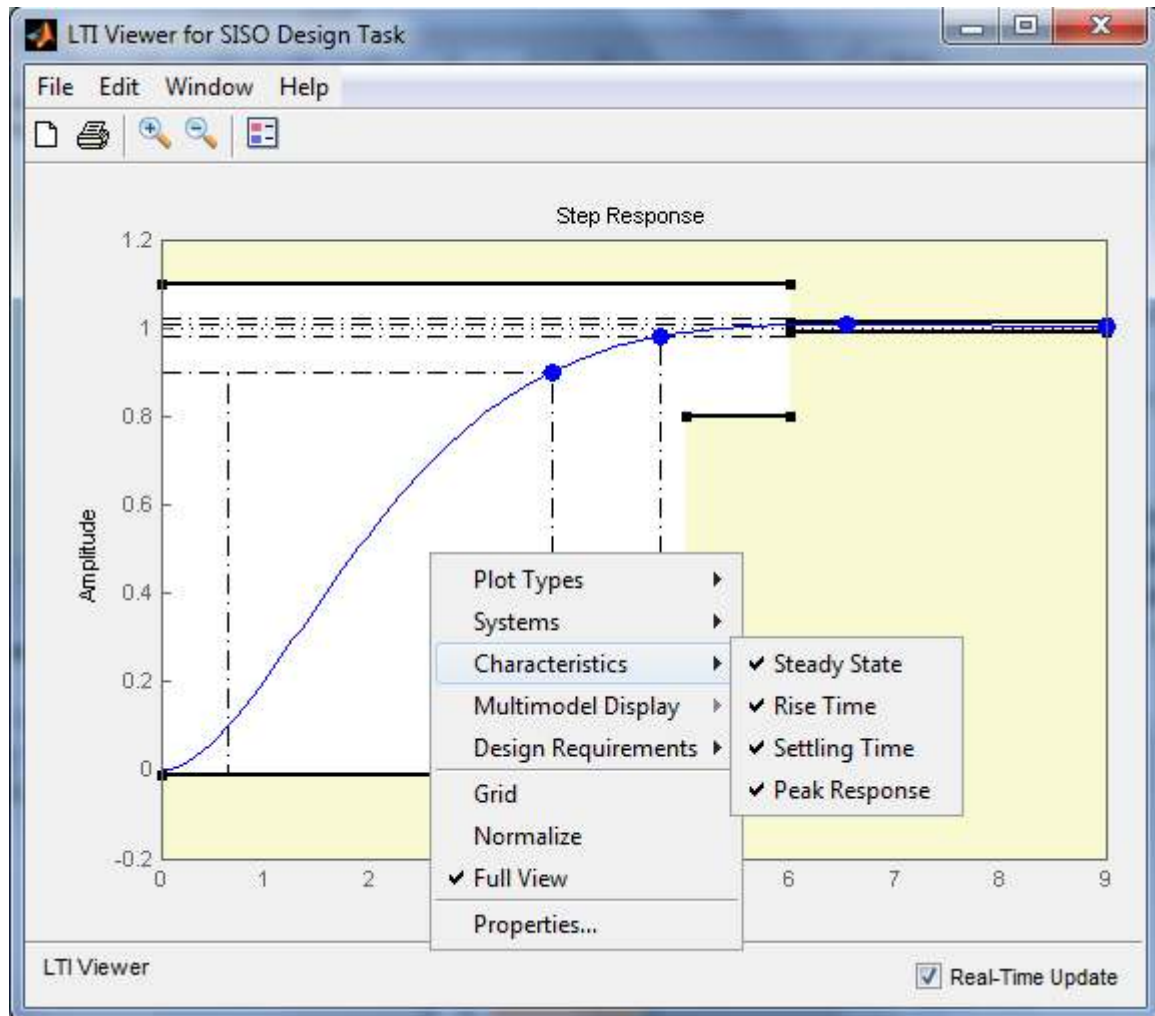 LTI Viewer for SISO Design Task
File Edit Window Help
Step Response
1.2
1
0.8
0.6
0.4
0.2
0
-0.2
Amplitude
0 1 2 6 7 8 9
Plot Types
Systems
Characteristics
Multimodel Display
Design Requirements
Grid
Normalize
Full View
Properties...
Steady State
Rise Time
Settling Time
Peak Response
LTI Viewer
Real-Time Update